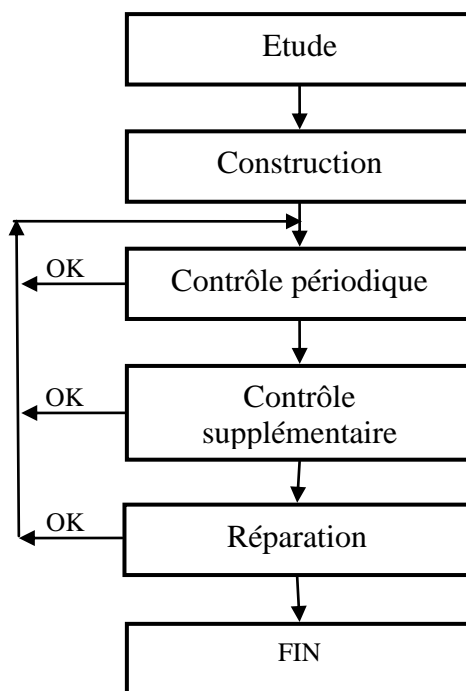 Etude
Construction
OK
Contrôle périodique
OK
Contrôle
supplémentaire
OK
Réparation
FIN